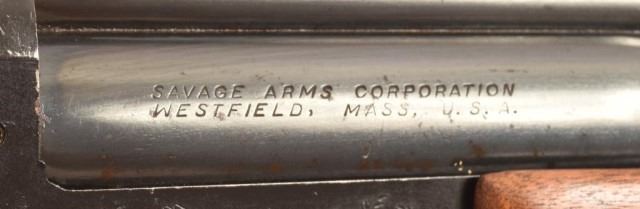 SAVAGE ARMS CORPORATION
WESTFIELD, MASS, U.S.A.